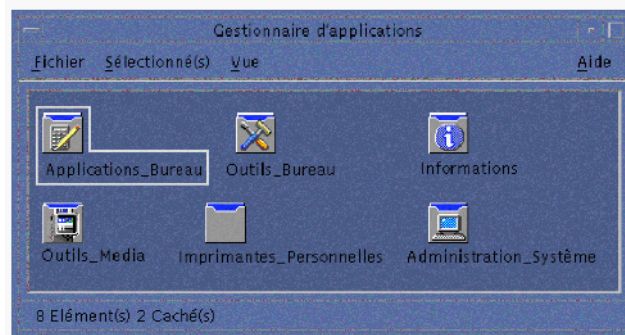 Gestionnaire d'applications
Fichier Sélectionné(s) Vue Aide
Applications_Bureau Outils_Bureau Informations
Outils_Media Imprimantes_Personnelles Administration_Système
8 Elément(s) 2 Caché(s)